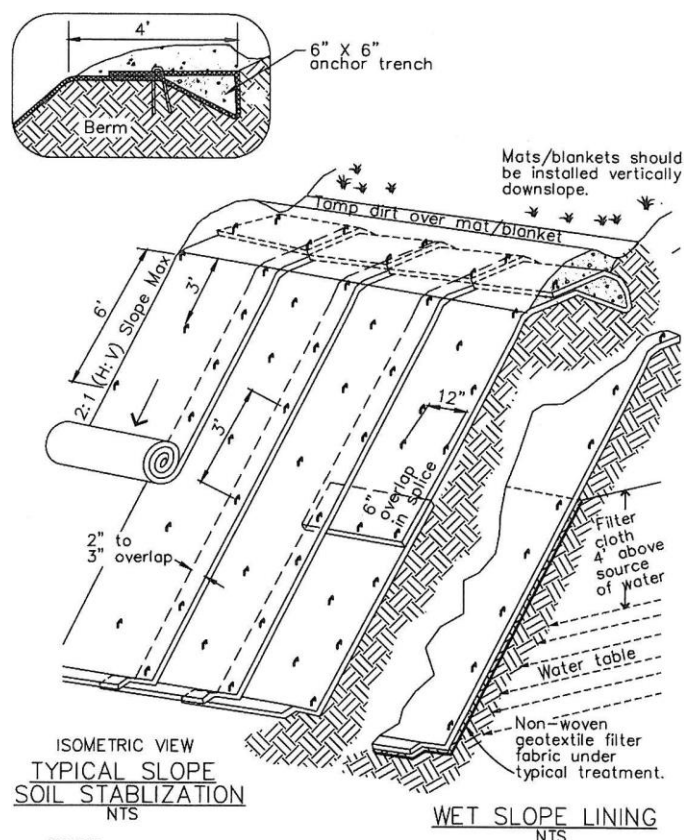 4'
6" X 6"
anchor trench
Berm
Mats/blankets should
be installed vertically
downslope.
Tamp dirt over mat/blanket
6'
3'
2:1 (H:V) Slope Max
12"
3'
6"
overlap
in splice
2" to
3" overlap
Filter
cloth
4' above
source
of water
Water table
Non-woven
geotextile filter
fabric under
typical treatment.
ISOMETRIC VIEW
TYPICAL SLOPE
SOIL STABLIZATION
NTS
WET SLOPE LINING
NTS